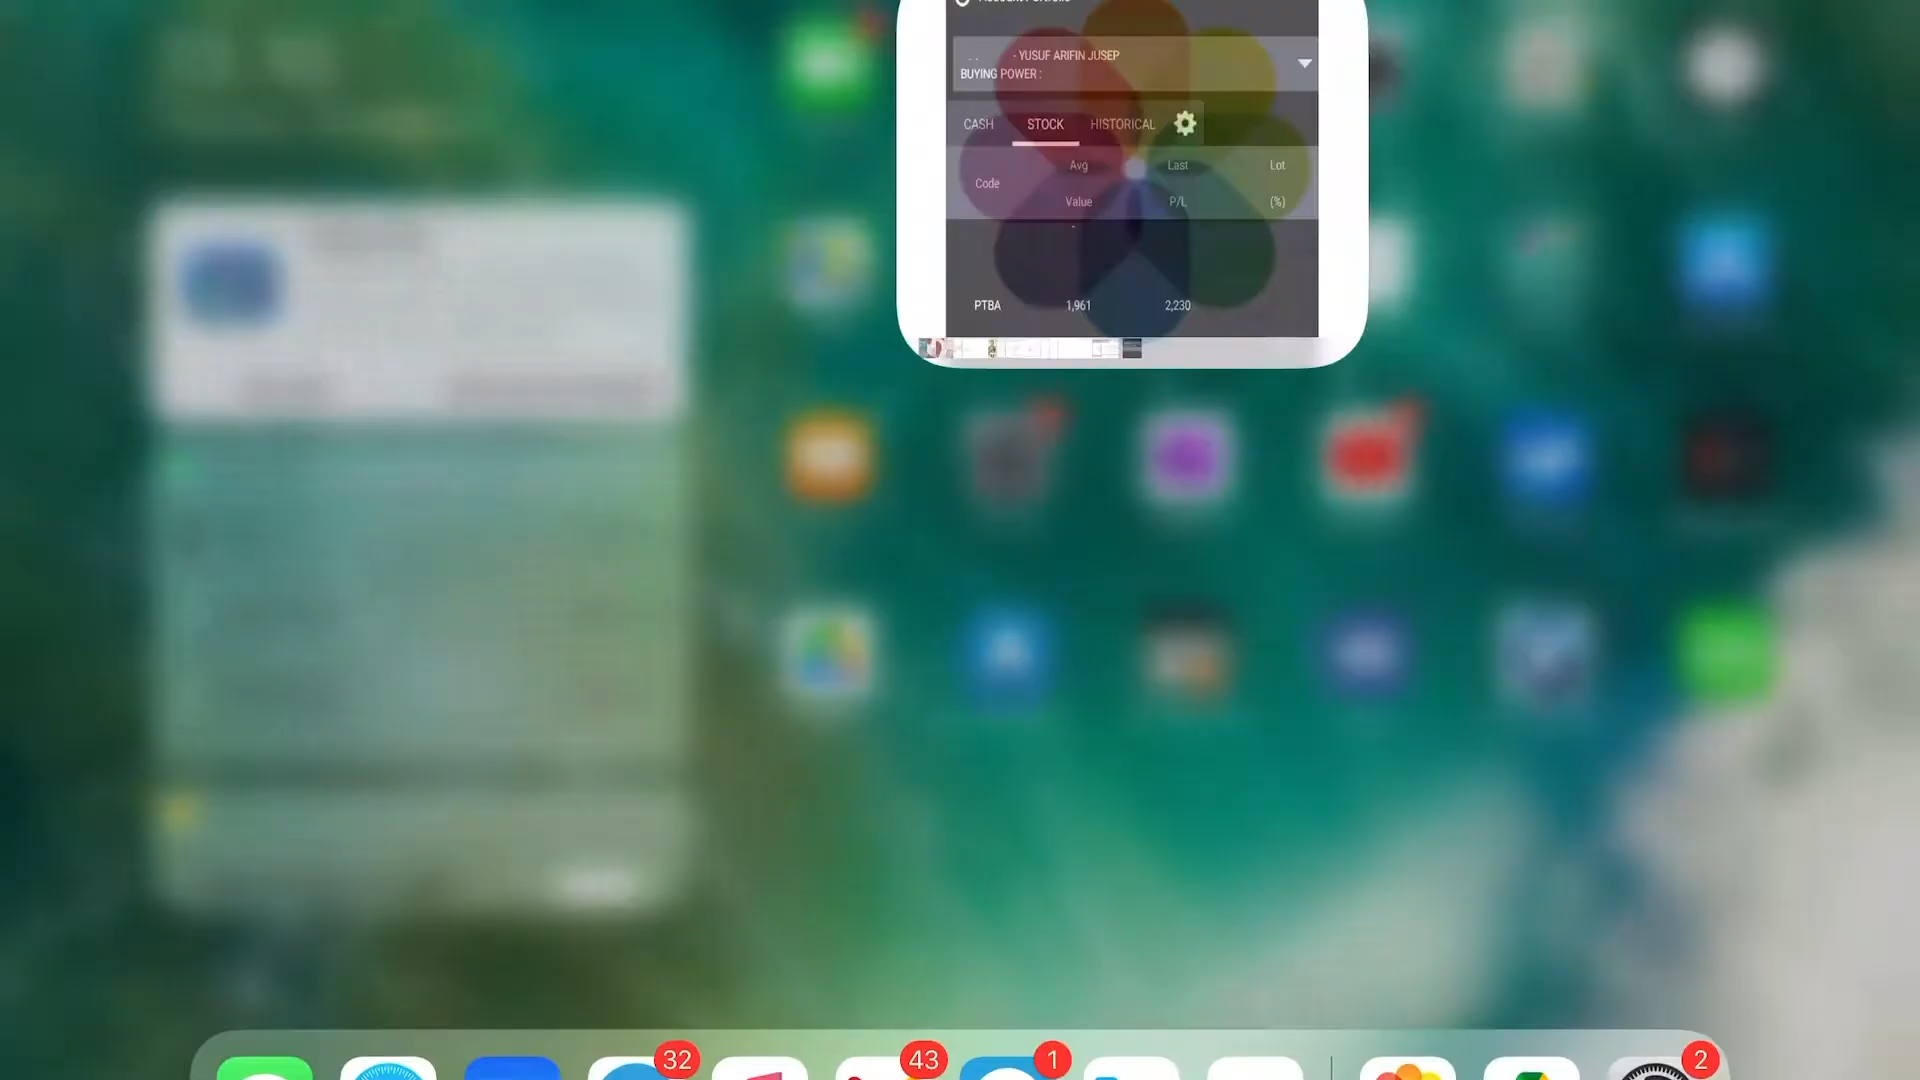 - YUSUF ARIFIN JUSEP
BUYING POWER :
CASH STOCK HISTORICAL
Avg Last Lot
Code
Value P/L (%)
PTBA 1,961 2,230
32 43 1 2